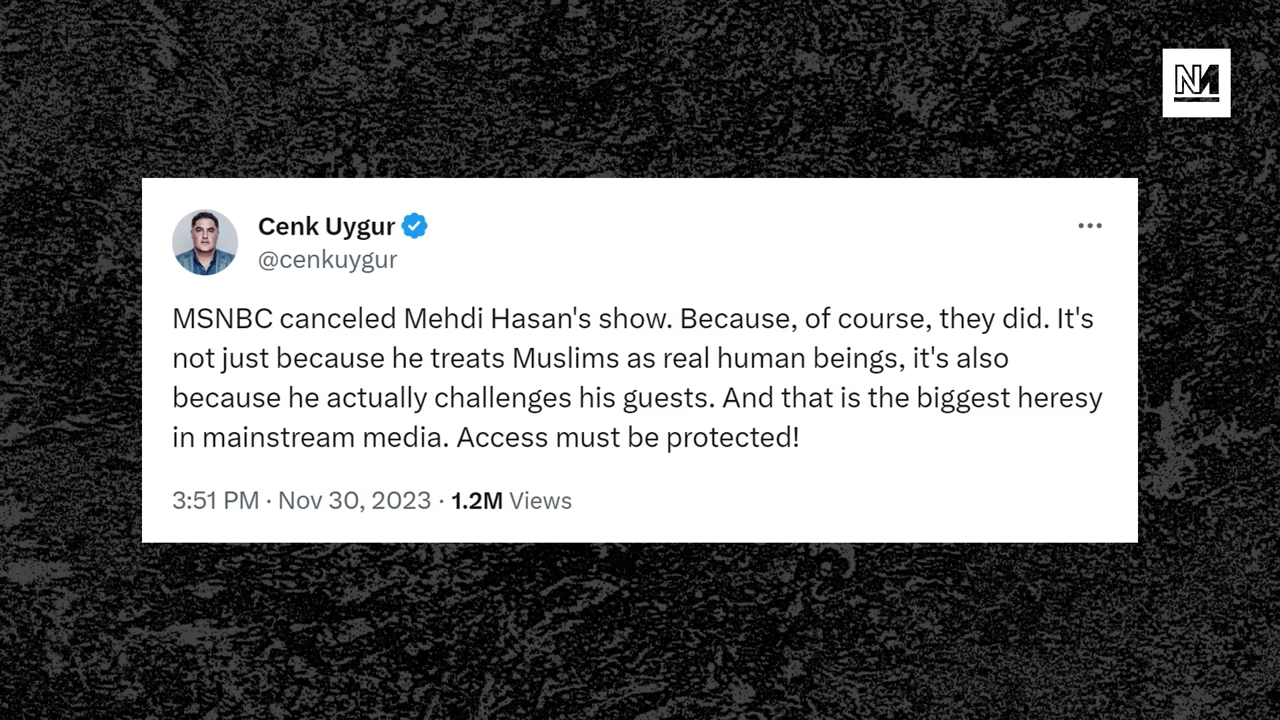 NM
Cenk Uygur
@cenkuygur
MSNBC canceled Mehdi Hasan's show. Because, of course, they did. It's
not just because he treats Muslims as real human beings, it's also
because he actually challenges his guests. And that is the biggest heresy
in mainstream media. Access must be protected!
3:51 PM · Nov 30, 2023 · 1.2M Views